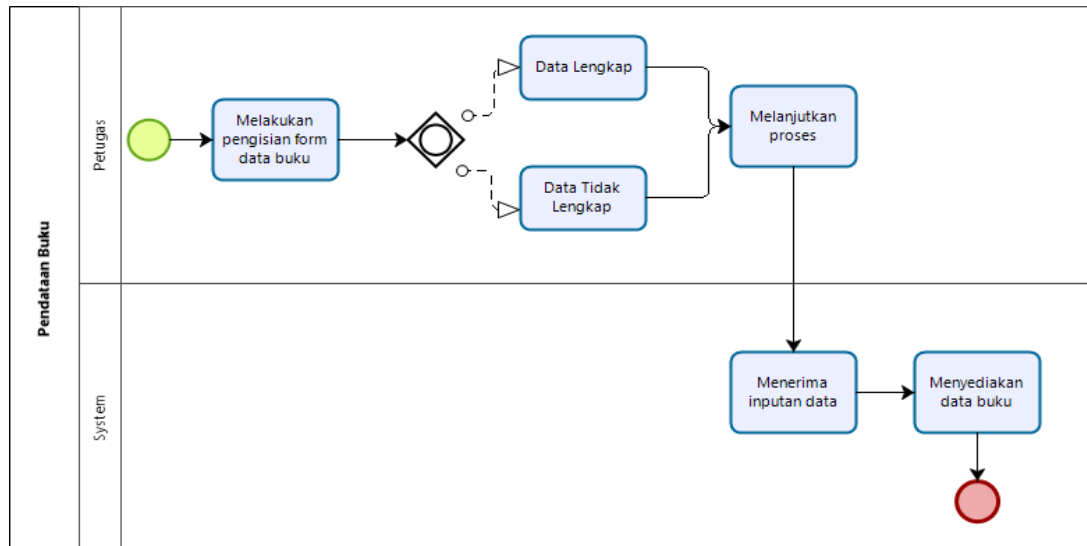 Pendataan Buku
Petugas
Melakukan
pengisian form
data buku
Data Lengkap
Data Tidak
Lengkap
Melanjutkan
proses
System
Menerima
inputan data
Menyediakan
data buku